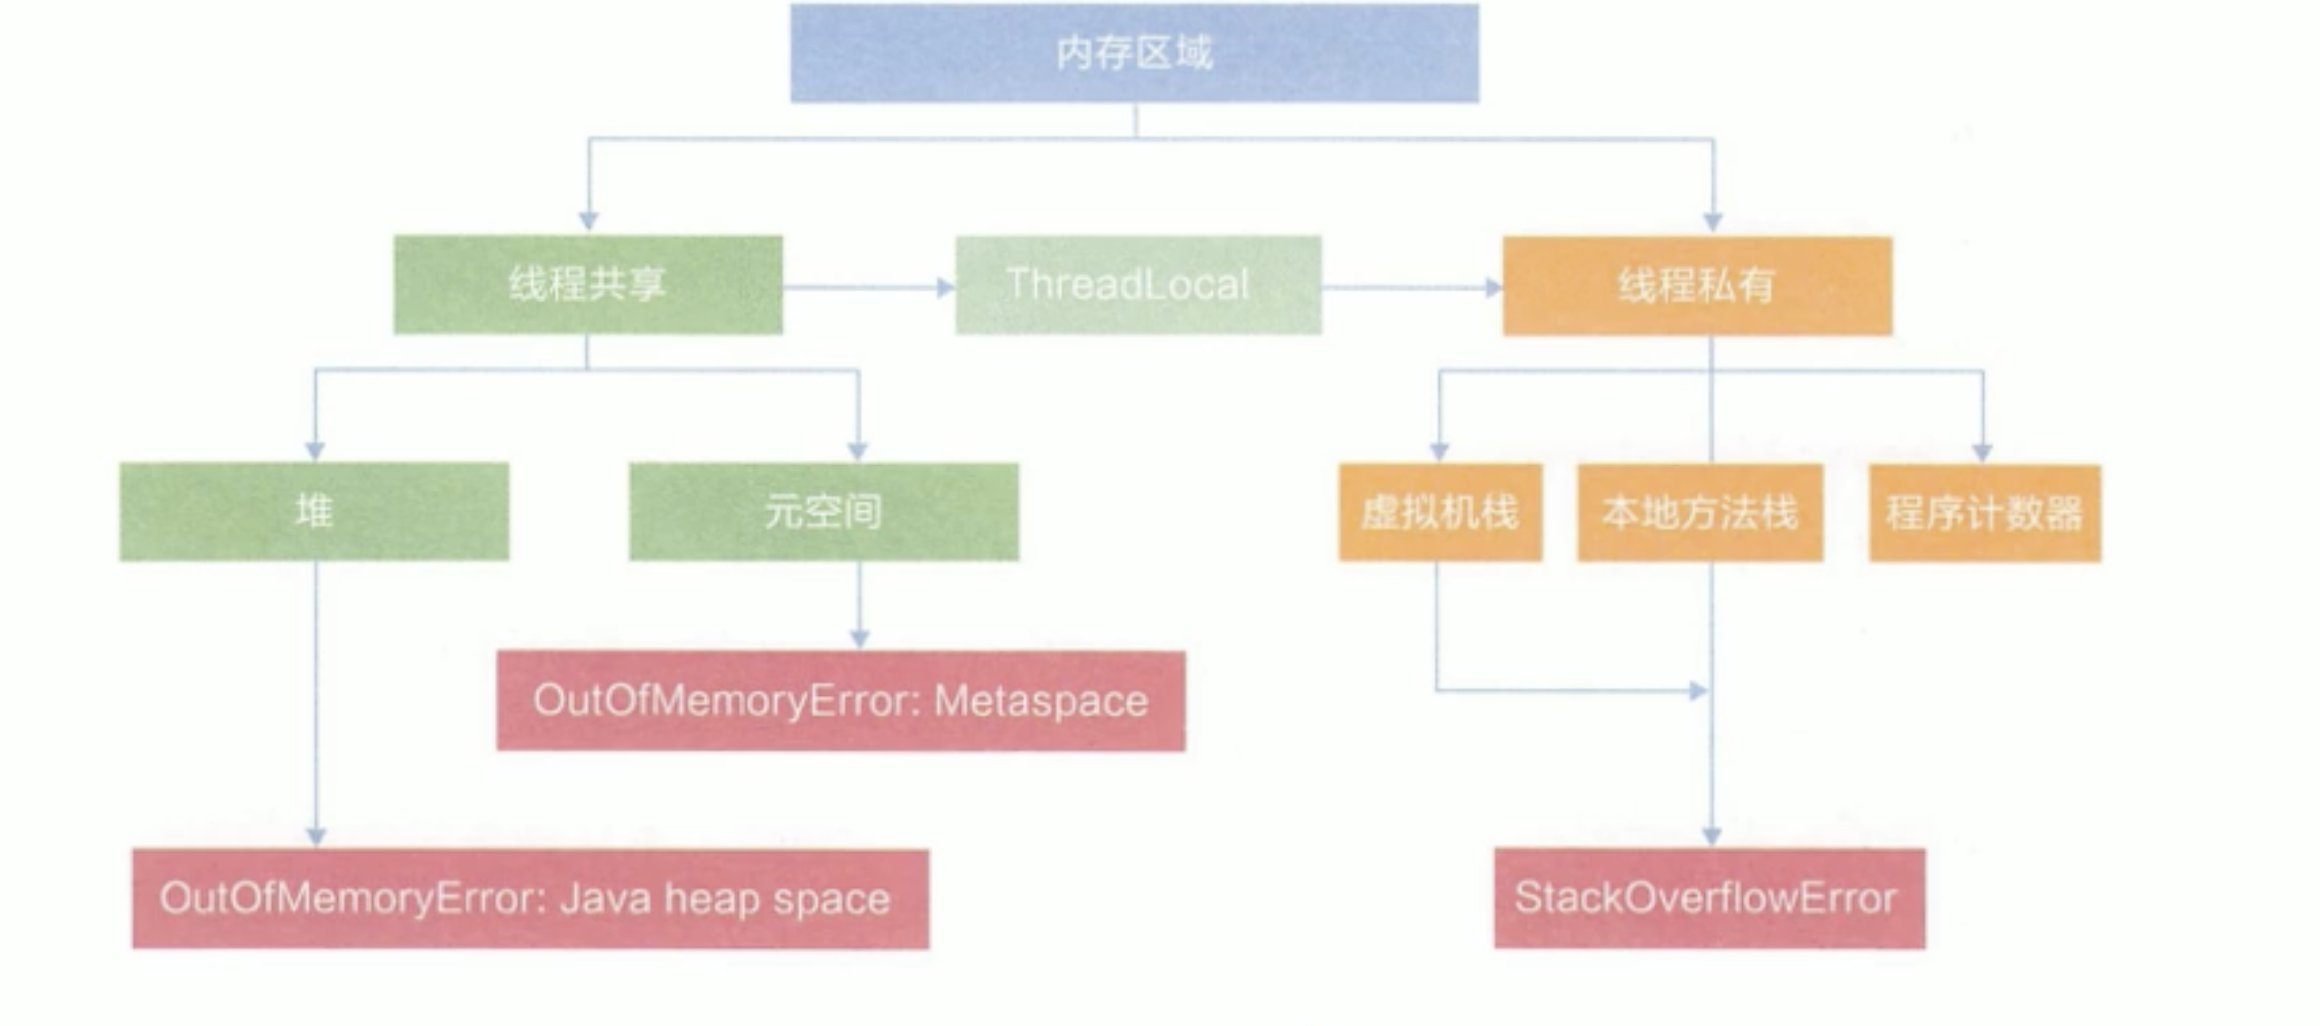 内存区域
线程共享
ThreadLocal
线程私有
堆
元空间
虚拟机栈
本地方法栈
程序计数器
OutOfMemoryError: Metaspace
OutOfMemoryError: Java heap space
StackOverflowError